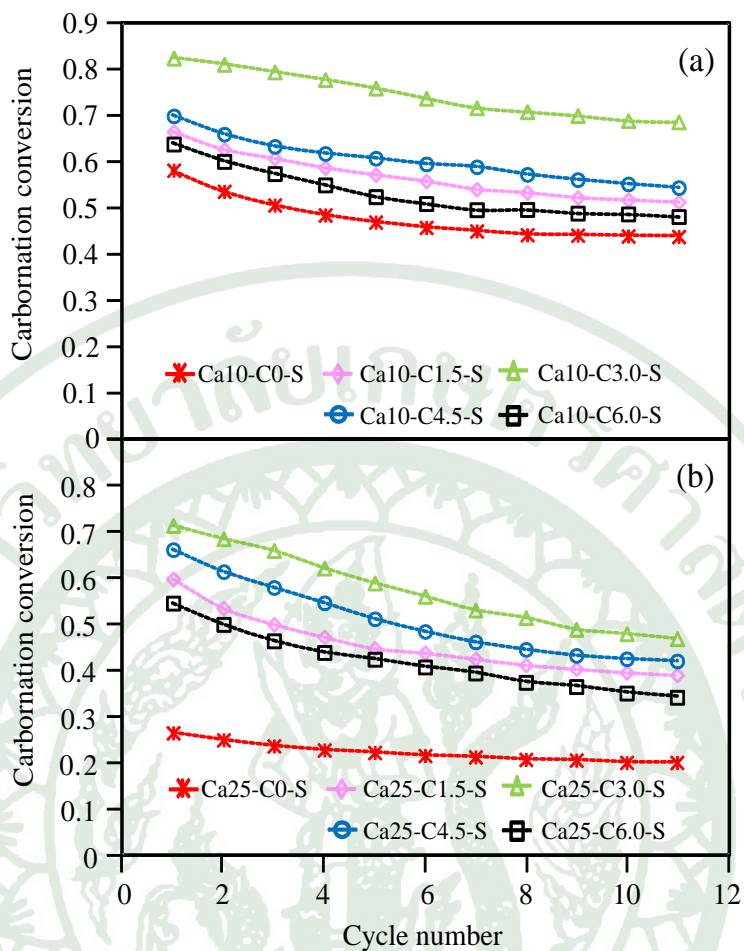 0.9
(a)
0.8
0.7
0.6
0.5
0.4
0.3
0.2
0.1
0
Carbornation conversion
Ca10-C0-S Ca10-C1.5-S Ca10-C3.0-S
Ca10-C4.5-S Ca10-C6.0-S
(b)
0.8
0.7
0.6
0.5
0.4
0.3
0.2
0.1
0
Carbornation conversion
Ca25-C0-S Ca25-C1.5-S Ca25-C3.0-S
Ca25-C4.5-S Ca25-C6.0-S
0 2 4 6 8 10 12
Cycle number